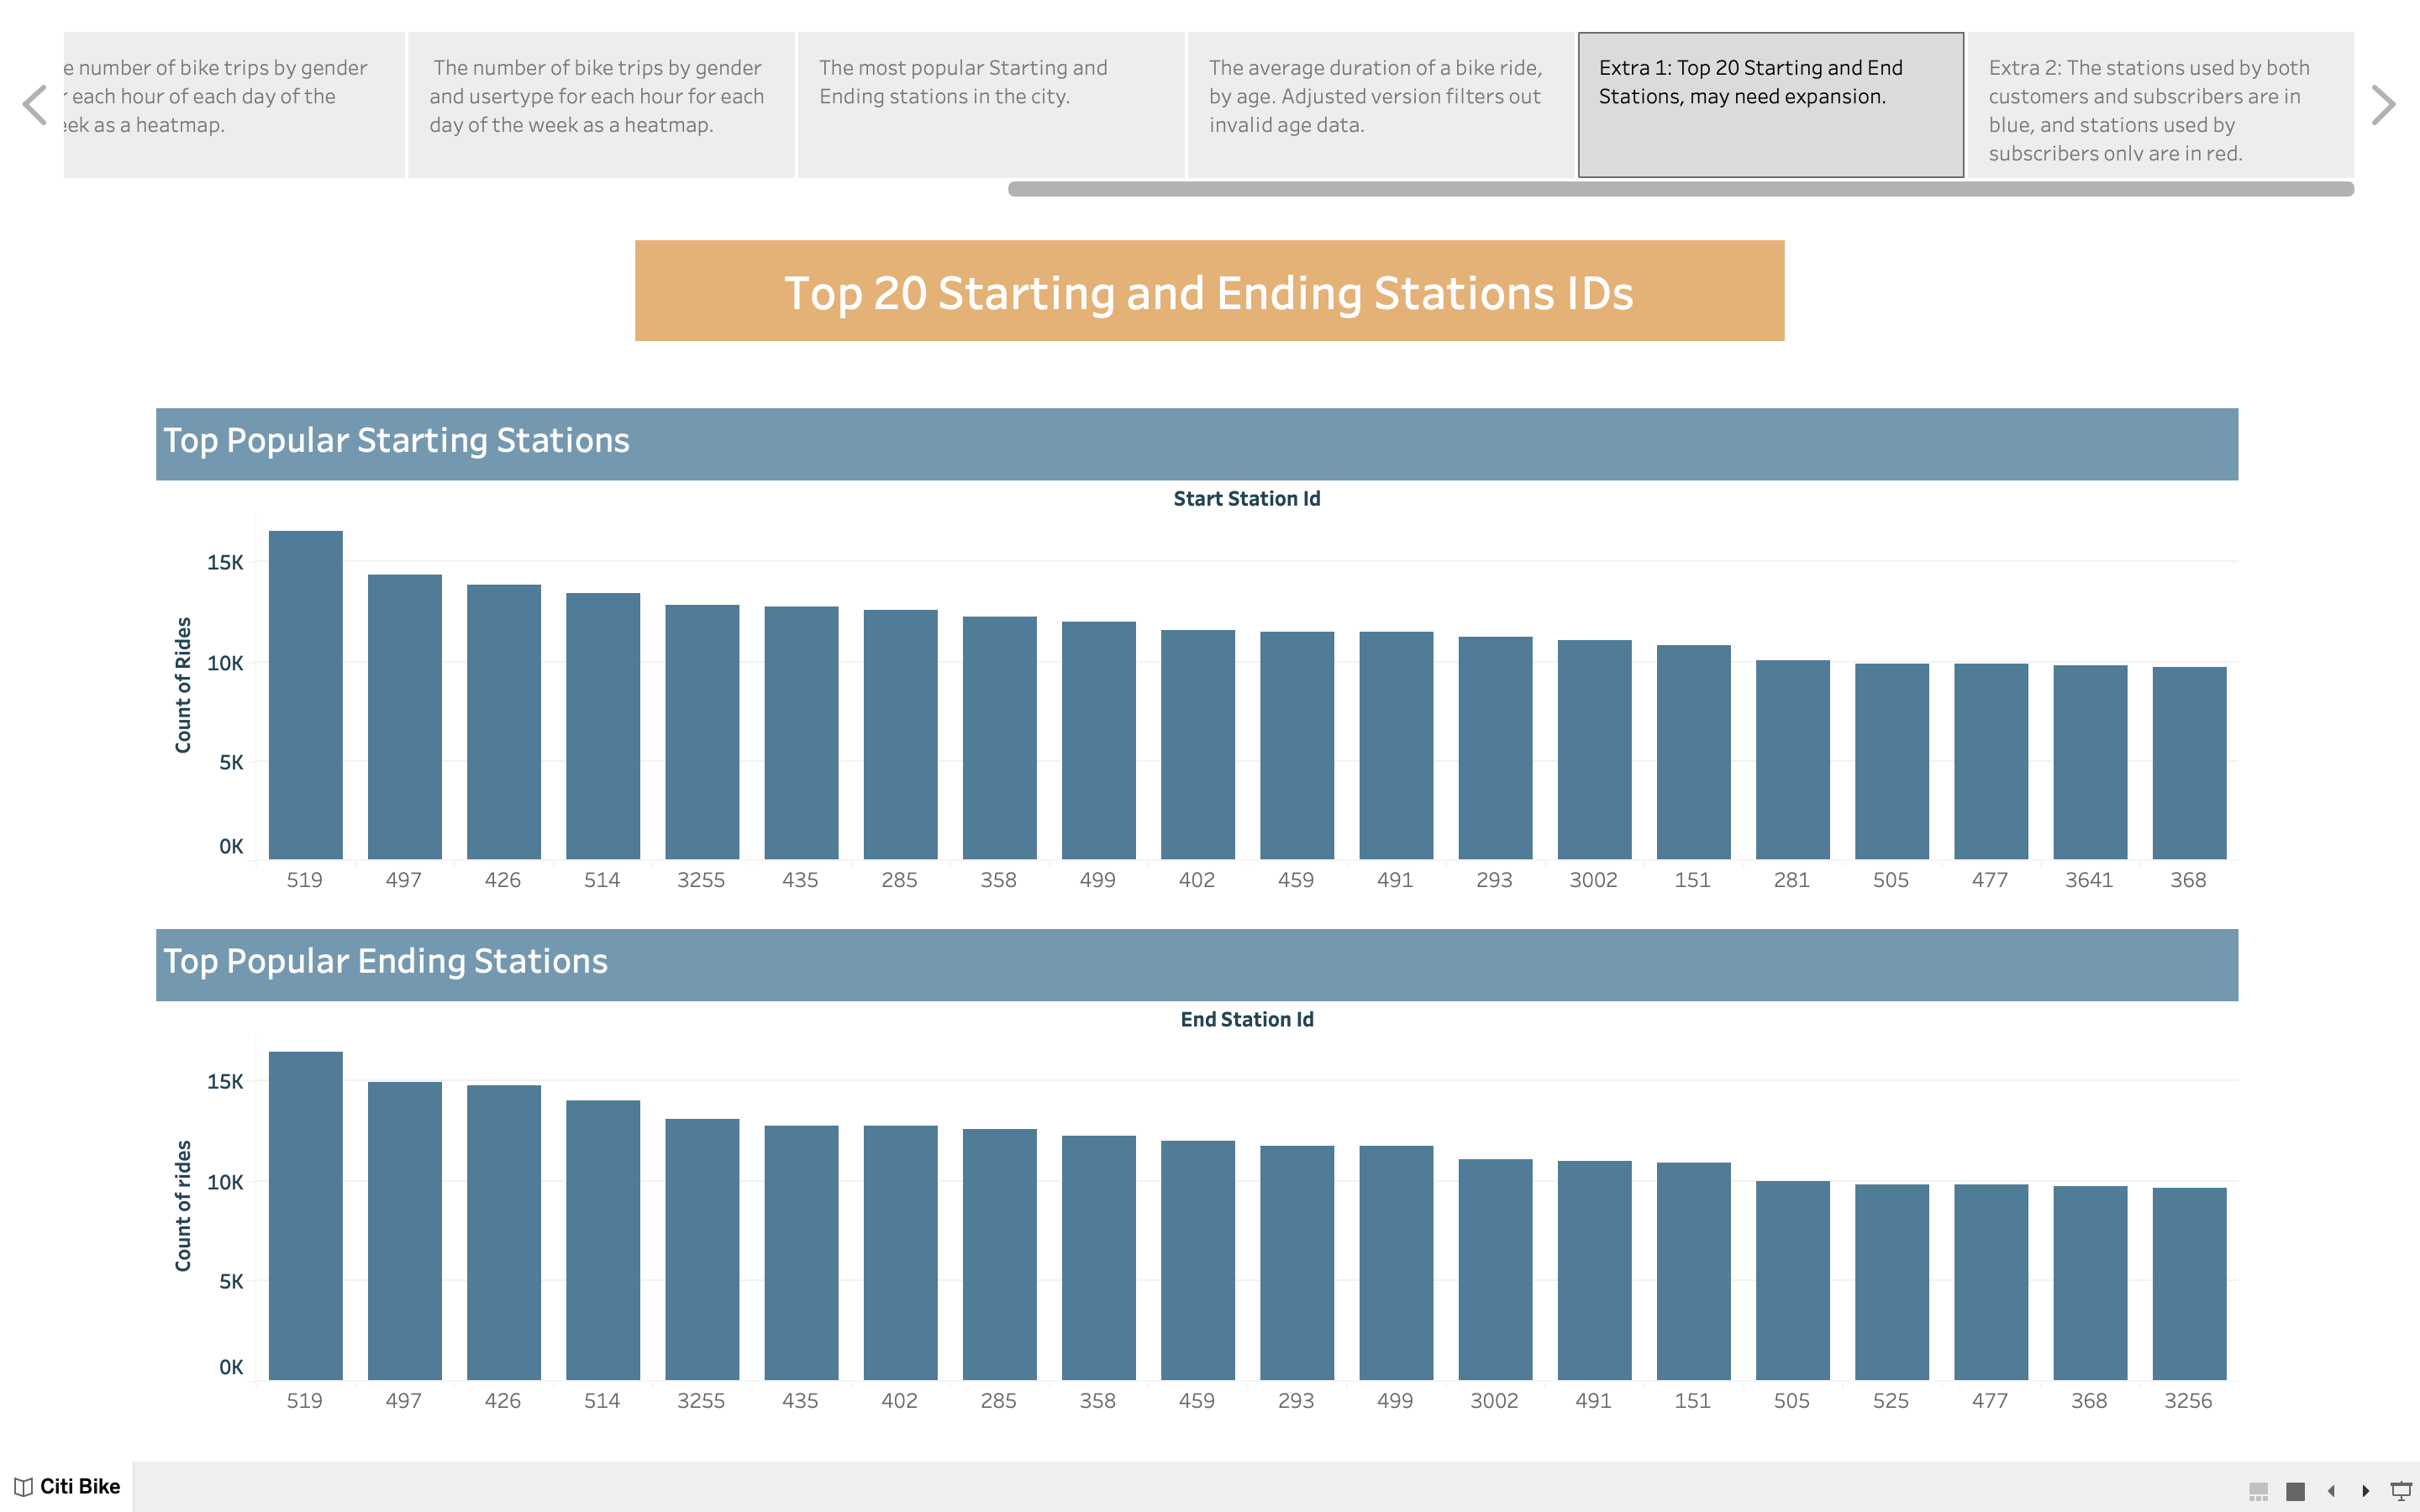 e number of bike trips by gender
r each hour of each day of the
eek as a heatmap.
The number of bike trips by gender
and usertype for each hour for each
day of the week as a heatmap.
The most popular Starting and
Ending stations in the city.
The average duration of a bike ride,
by age. Adjusted version filters out
invalid age data.
Extra 1: Top 20 Starting and End
Stations, may need expansion.
Extra 2: The stations used by both
customers and subscribers are in
blue, and stations used by
subscribers only are in red.
Top 20 Starting and Ending Stations IDs
Top Popular Starting Stations
Start Station Id
Count of Rides
15K
10K
5K
0K
519 497 426 514 3255 435 285 358 499 402 459 491 293 3002 151 281 505 477 3641 368
Top Popular Ending Stations
End Station Id
Count of rides
15K
10K
5K
0K
519 497 426 514 3255 435 402 285 358 459 293 499 3002 491 151 505 525 477 368 3256
Citi Bike